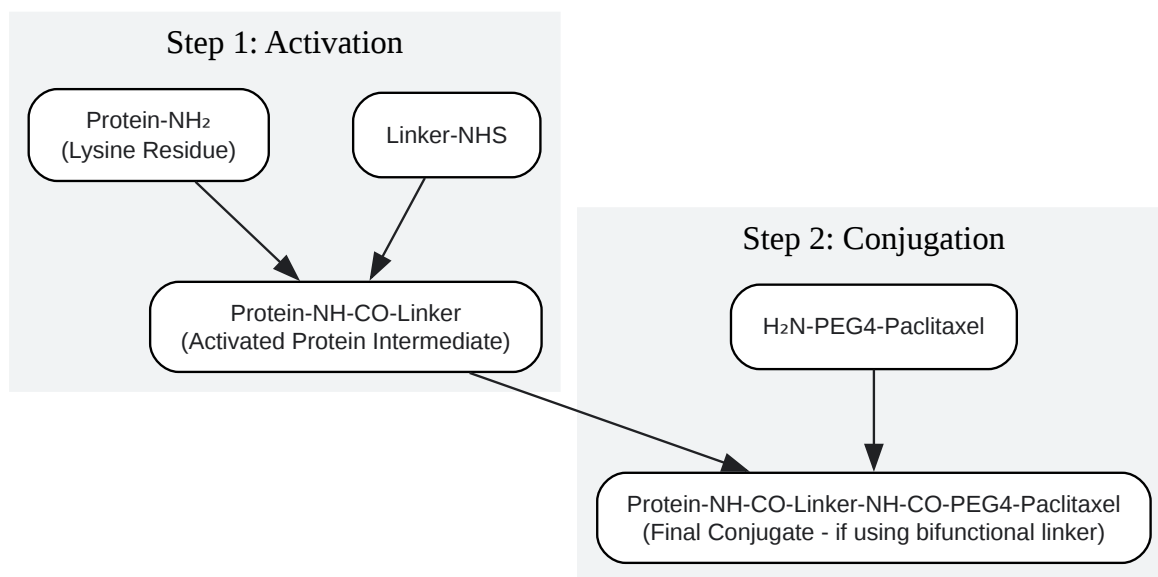 Step 1: Activation
Protein-NH₂
(Lysine Residue)
Linker-NHS
Protein-NH-CO-Linker
(Activated Protein Intermediate)
Step 2: Conjugation
H₂N-PEG4-Paclitaxel
Protein-NH-CO-Linker-NH-CO-PEG4-Paclitaxel
(Final Conjugate - if using bifunctional linker)